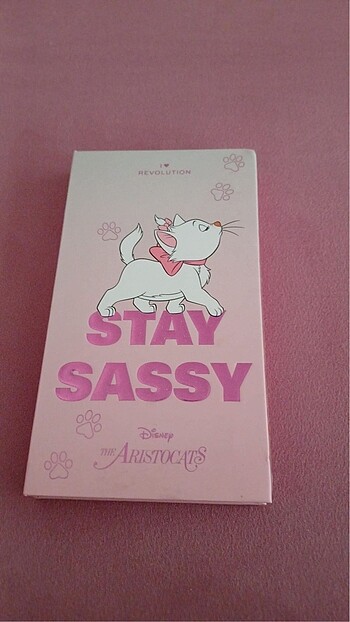 I ❤
REVOLUTION
STAY
SASSY
Disney
THE ARISTOCATS